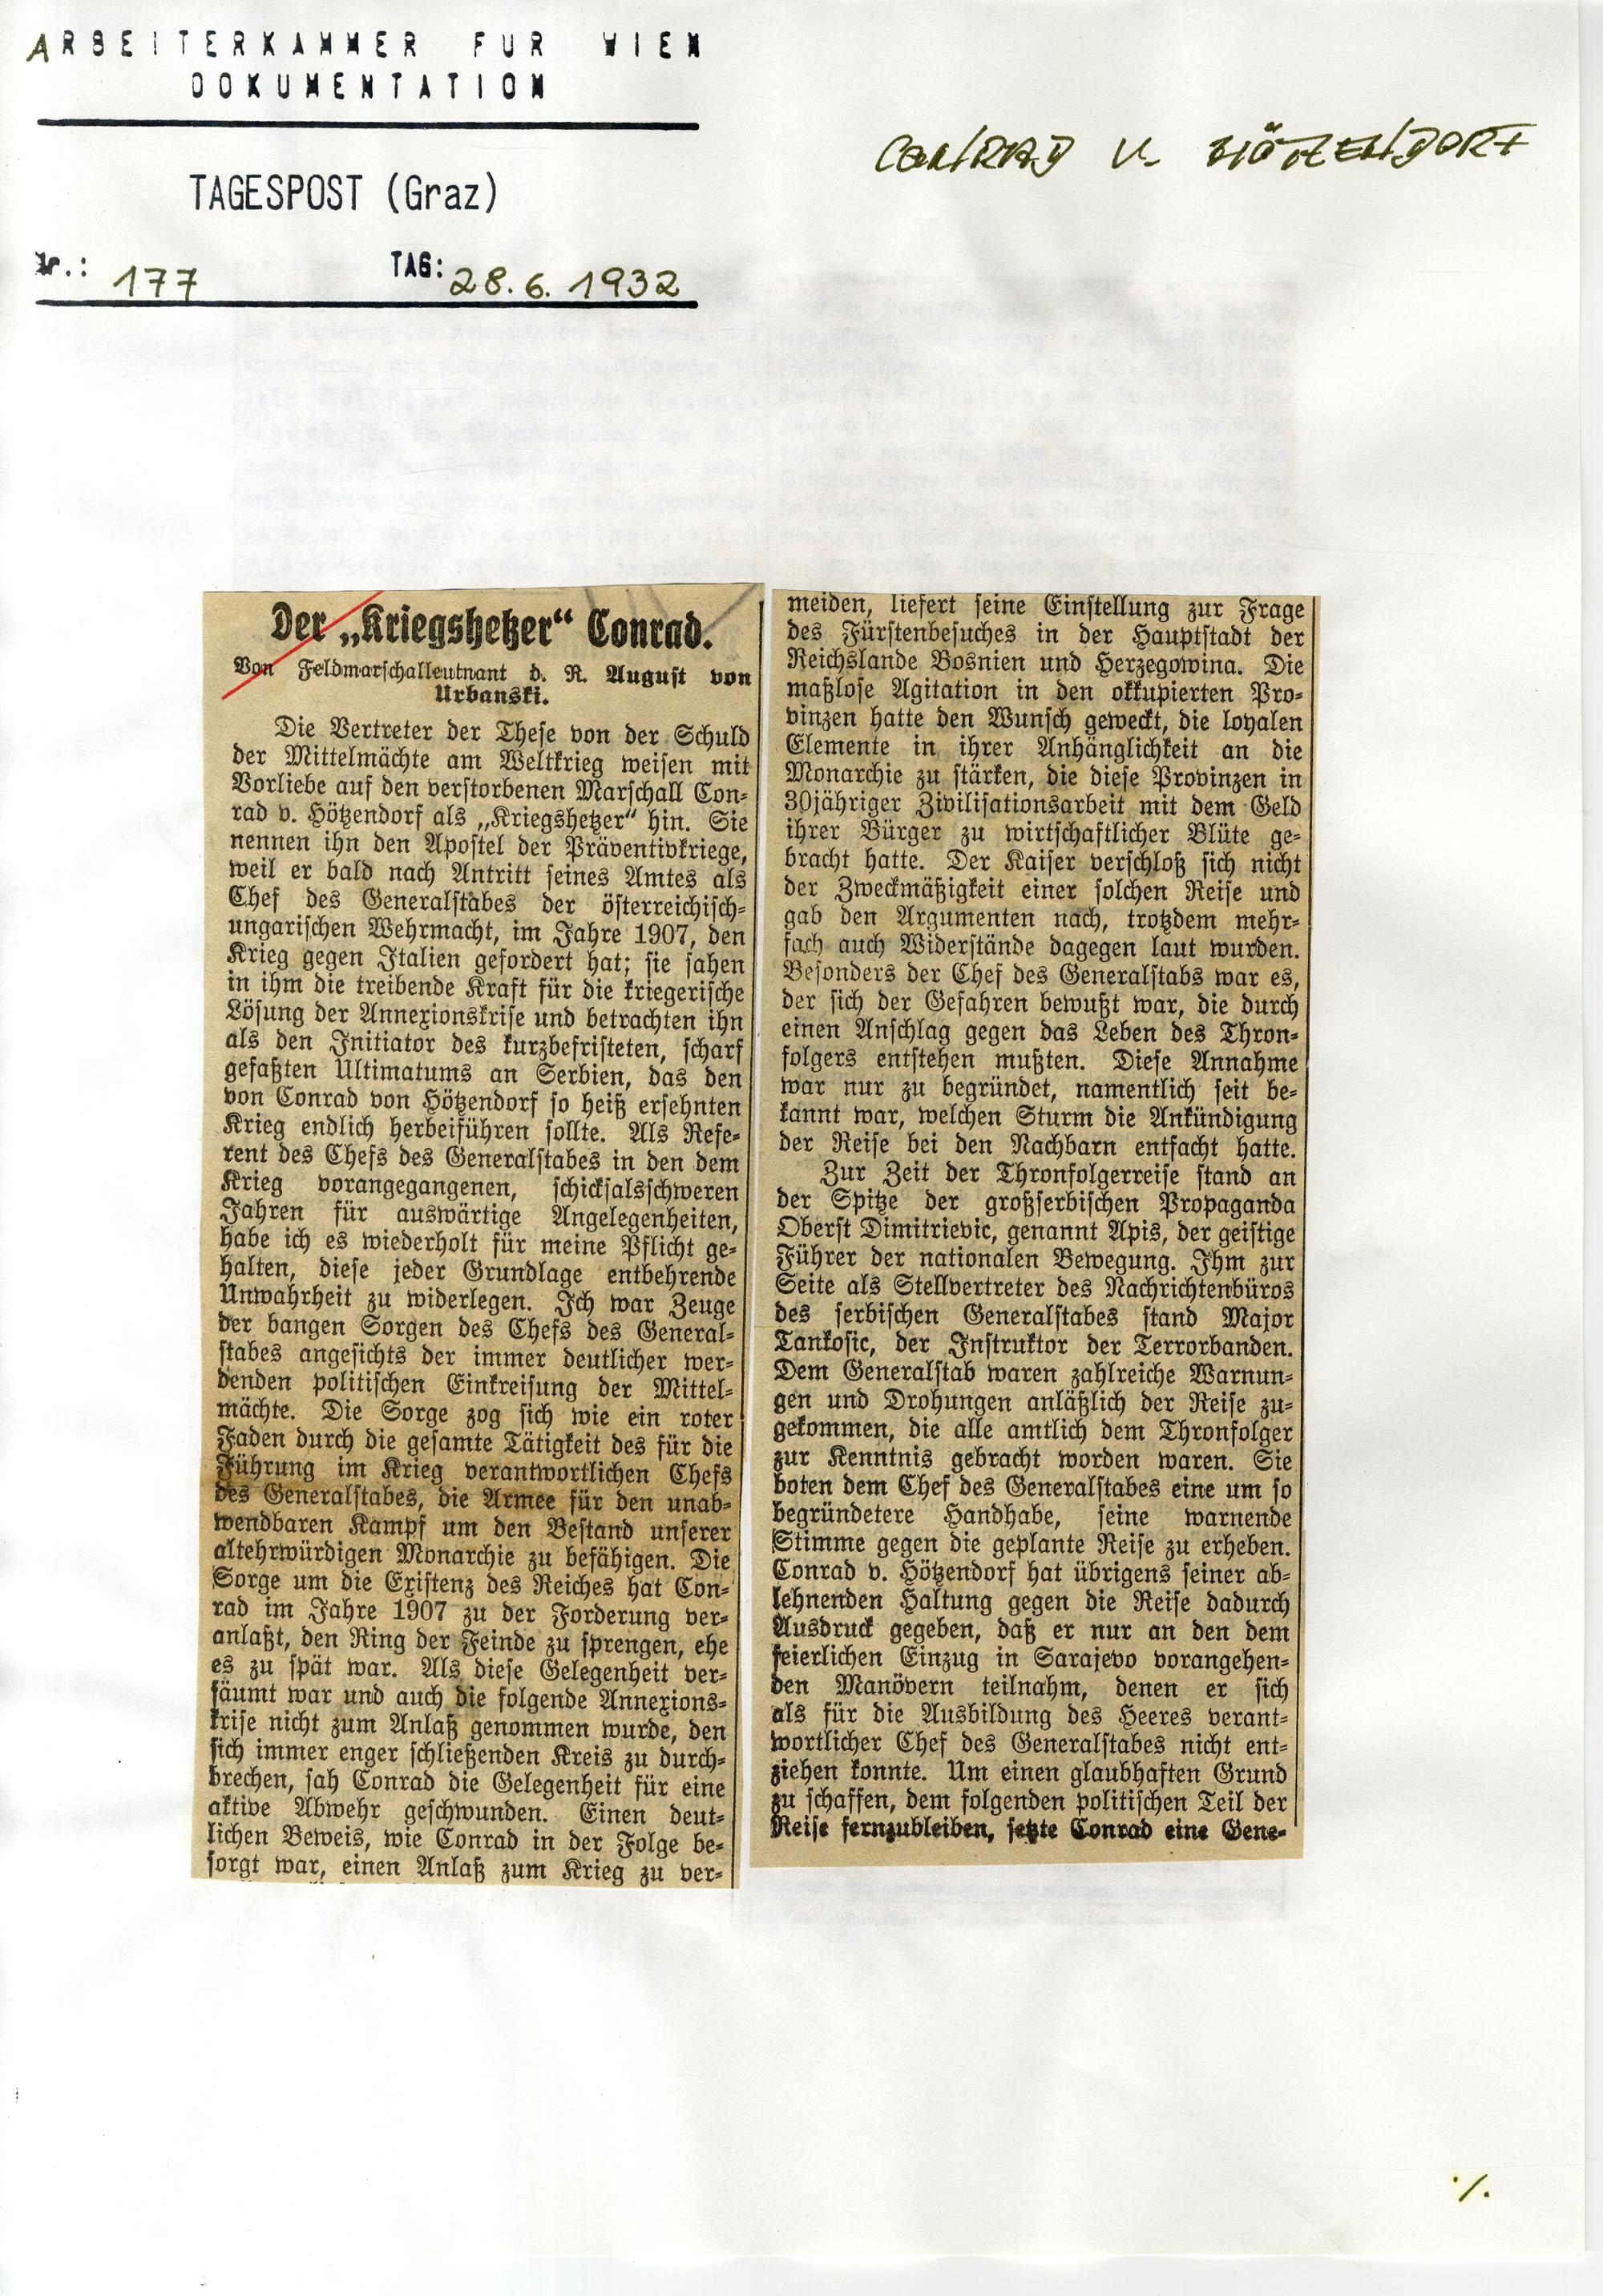 ARBEITERKAMMER FUR WIEN
DOKUMENTATION
CONRAD V. HÖTZENDORF
TAGESPOST (Graz)
Nr.: 177 TAG: 28.6.1932
Der „Kriegshetzer“ Conrad.
Von Feldmarschalleutnant d. R. August von
Urbanski.
Die Vertreter der These von der Schuld
der Mittelmächte am Weltkrieg weisen mit
Vorliebe auf den verstorbenen Marschall Con-
rad v. Hötzendorf als „Kriegshetzer“ hin. Sie
nennen ihn den Apostel der Präventivkriege,
weil er bald nach Antritt seines Amtes als
Chef des Generalstabes der österreichisch-
ungarischen Wehrmacht, im Jahre 1907, den
Krieg gegen Italien gefordert hat; sie sahen
in ihm die treibende Kraft für die kriegerische
Lösung der Annexionskrise und betrachten ihn
als den Initiator des kurzbefristeten, scharf
gefaßten Ultimatums an Serbien, das den
von Conrad von Hötzendorf so heiß ersehnten
Krieg endlich herbeiführen sollte. Als Refe-
rent des Chefs des Generalstabes in den dem
Krieg vorangegangenen, schicksalsschweren
Jahren für auswärtige Angelegenheiten,
habe ich es wiederholt für meine Pflicht ge-
halten, diese jeder Grundlage entbehrende
Unwahrheit zu widerlegen. Ich war Zeuge
der bangen Sorgen des Chefs des General-
stabes angesichts der immer deutlicher wer-
denden politischen Einkreisung der Mittel-
mächte. Die Sorge zog sich wie ein roter
Faden durch die gesamte Tätigkeit des für die
Führung im Krieg verantwortlichen Chefs
des Generalstabes, die Armee für den unab-
wendbaren Kampf um den Bestand unserer
altehrwürdigen Monarchie zu befähigen. Die
Sorge um die Existenz des Reiches hat Con-
rad im Jahre 1907 zu der Forderung ver-
anlaßt, den Ring der Feinde zu sprengen, ehe
es zu spät war. Als diese Gelegenheit ver-
säumt war und auch die folgende Annexions-
krise nicht zum Anlaß genommen wurde, den
sich immer enger schließenden Kreis zu durch-
brechen, sah Conrad die Gelegenheit für eine
aktive Abwehr geschwunden. Einen deut-
lichen Beweis, wie Conrad in der Folge be-
sorgt war, einen Anlaß zum Krieg zu ver-
meiden, liefert seine Einstellung zur Frage
des Fürstenbesuches in der Hauptstadt der
Reichslande Bosnien und Herzegowina. Die
maßlose Agitation in den okkupierten Pro-
vinzen hatte den Wunsch geweckt, die loyalen
Elemente in ihrer Anhänglichkeit an die
Monarchie zu stärken, die diese Provinzen in
30jähriger Zivilisationsarbeit mit dem Geld
ihrer Bürger zu wirtschaftlicher Blüte ge-
bracht hatte. Der Kaiser verschloß sich nicht
der Zweckmäßigkeit einer solchen Reise und
gab den Argumenten nach, trotzdem mehr-
fach auch Widerstände dagegen laut wurden.
Besonders der Chef des Generalstabs war es,
der sich der Gefahren bewußt war, die durch
einen Anschlag gegen das Leben des Thron-
folgers entstehen mußten. Diese Annahme
war nur zu begründet, namentlich seit be-
kannt war, welchen Sturm die Ankündigung
der Reise bei den Nachbarn entfacht hatte.
Zur Zeit der Thronfolgerreise stand an
der Spitze der großserbischen Propaganda
Oberst Dimitrievic, genannt Apis, der geistige
Führer der nationalen Bewegung. Ihm zur
Seite als Stellvertreter des Nachrichtenbüros
des serbischen Generalstabes stand Major
Tankosic, der Instruktor der Terrorbanden.
Dem Generalstab waren zahlreiche Warnun-
gen und Drohungen anläßlich der Reise zu-
gekommen, die alle amtlich dem Thronfolger
zur Kenntnis gebracht worden waren. Sie
boten dem Chef des Generalstabes eine um so
begründetere Handhabe, seine warnende
Stimme gegen die geplante Reise zu erheben.
Conrad v. Hötzendorf hat übrigens seiner ab-
lehnenden Haltung gegen die Reise dadurch
Ausdruck gegeben, daß er nur an den dem
feierlichen Einzug in Sarajevo vorangehen-
den Manövern teilnahm, denen er sich
als für die Ausbildung des Heeres verant-
wortlicher Chef des Generalstabes nicht ent-
ziehen konnte. Um einen glaubhaften Grund
zu schaffen, dem folgenden politischen Teil der
Reise fernzubleiben, setzte Conrad eine Gene-
./.